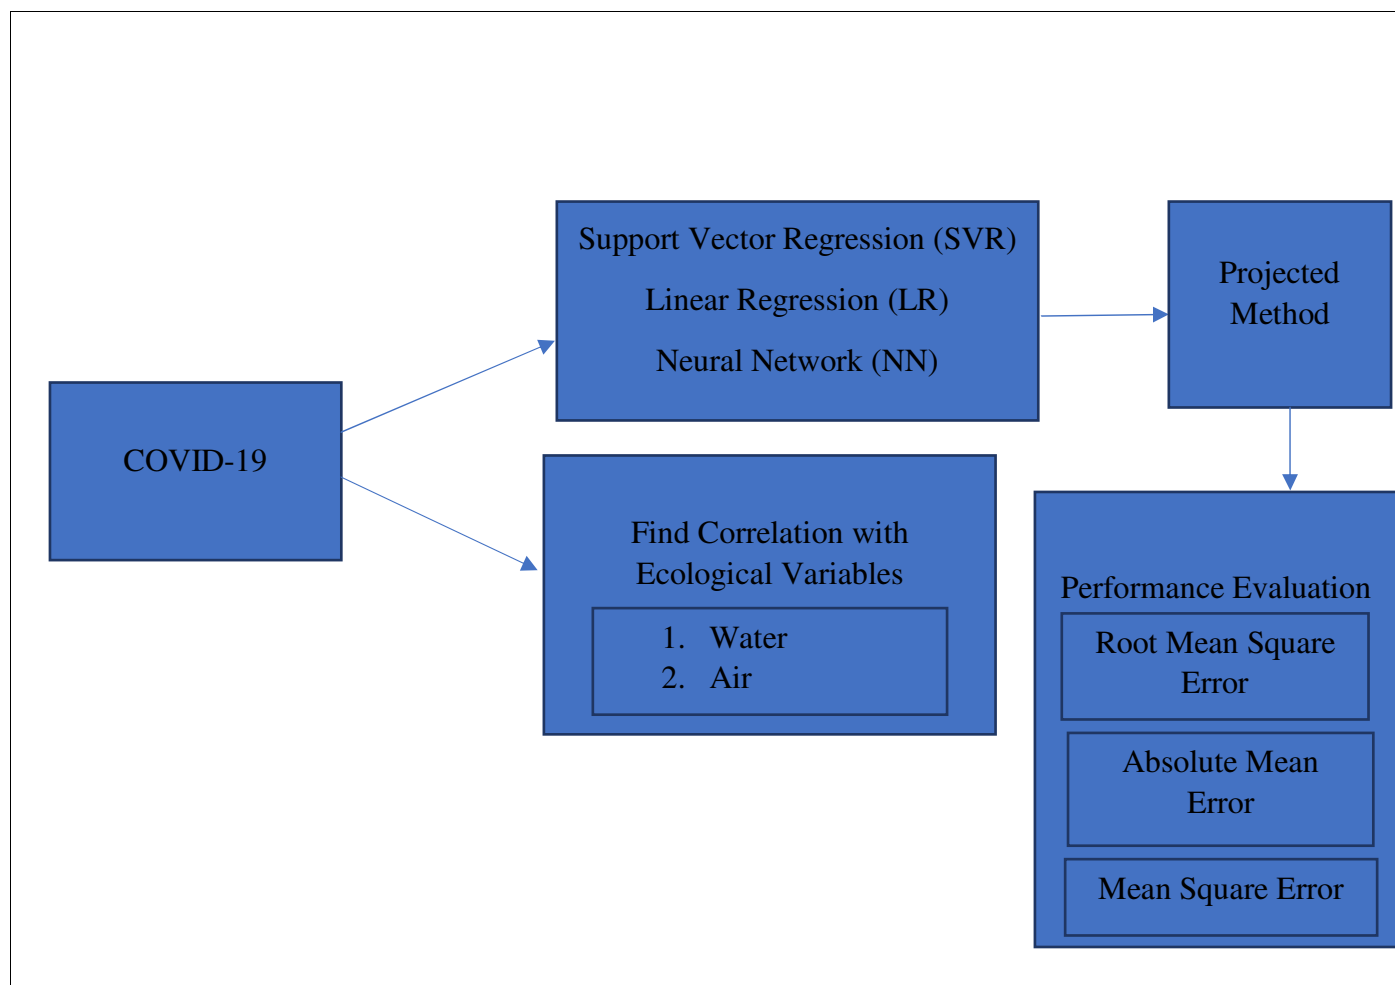 COVID-19
Support Vector Regression (SVR)
Linear Regression (LR)
Neural Network (NN)
Projected
Method
Find Correlation with
Ecological Variables
1. Water
2. Air
Performance Evaluation
Root Mean Square
Error
Absolute Mean
Error
Mean Square Error